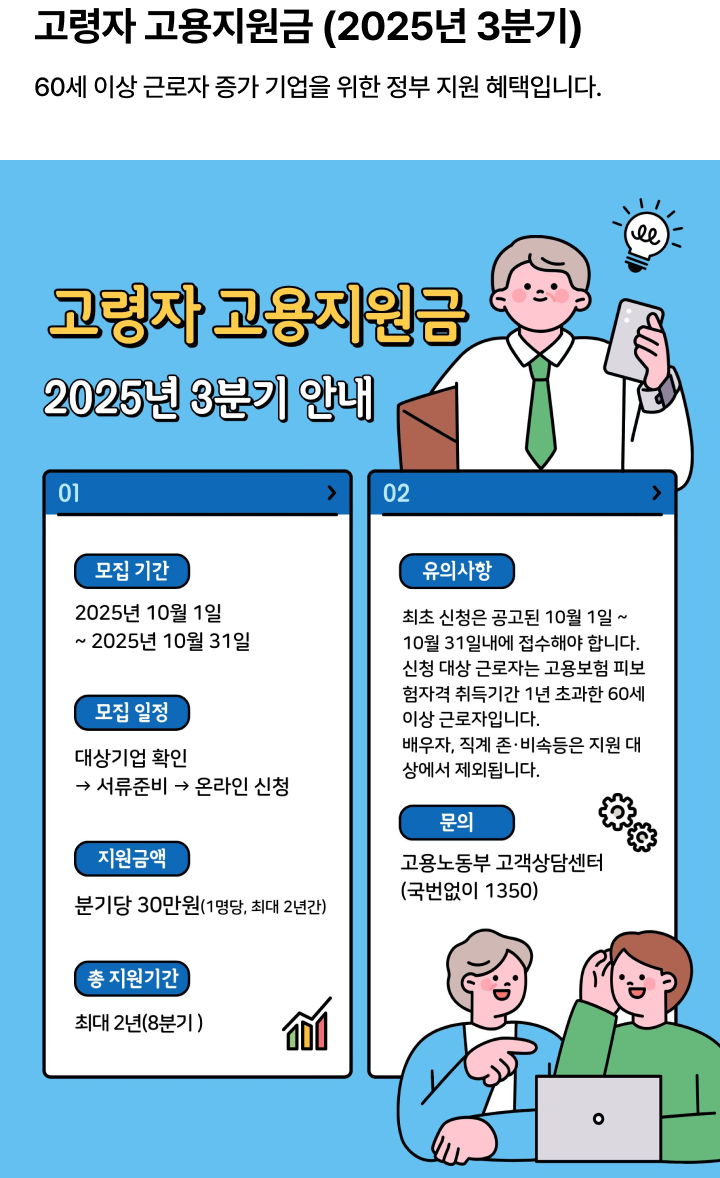 고령자 고용지원금 (2025년 3분기)
60세 이상 근로자 증가 기업을 위한 정부 지원 혜택입니다.
고령자 고용지원금
2025년 3분기 안내
01
모집 기간
2025년 10월 1일
~ 2025년 10월 31일
모집 일정
대상기업 확인
→ 서류준비 → 온라인 신청
지원금액
분기당 30만원(1명당, 최대 2년간)
총 지원기간
최대 2년(8분기 )
02
유의사항
최초 신청은 공고된 10월 1일 ~
10월 31일내에 접수해야 합니다.
신청 대상 근로자는 고용보험 피보
험자격 취득기간 1년 초과한 60세
이상 근로자입니다.
배우자, 직계 존·비속등은 지원 대
상에서 제외됩니다.
문의
고용노동부 고객상담센터
(국번없이 1350)